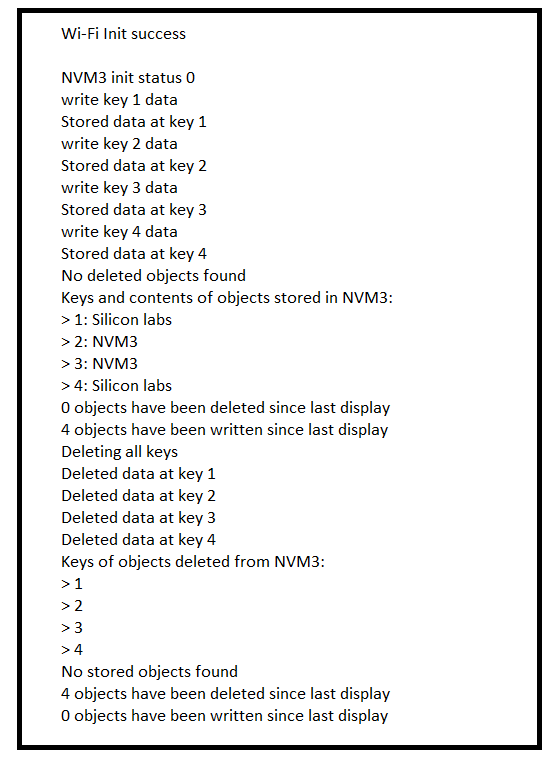 Wi-Fi Init success
NVM3 init status 0
write key 1 data
Stored data at key 1
write key 2 data
Stored data at key 2
write key 3 data
Stored data at key 3
write key 4 data
Stored data at key 4
No deleted objects found
Keys and contents of objects stored in NVM3:
> 1: Silicon labs
> 2: NVM3
> 3: NVM3
> 4: Silicon labs
0 objects have been deleted since last display
4 objects have been written since last display
Deleting all keys
Deleted data at key 1
Deleted data at key 2
Deleted data at key 3
Deleted data at key 4
Keys of objects deleted from NVM3:
> 1
> 2
> 3
> 4
No stored objects found
4 objects have been deleted since last display
0 objects have been written since last display